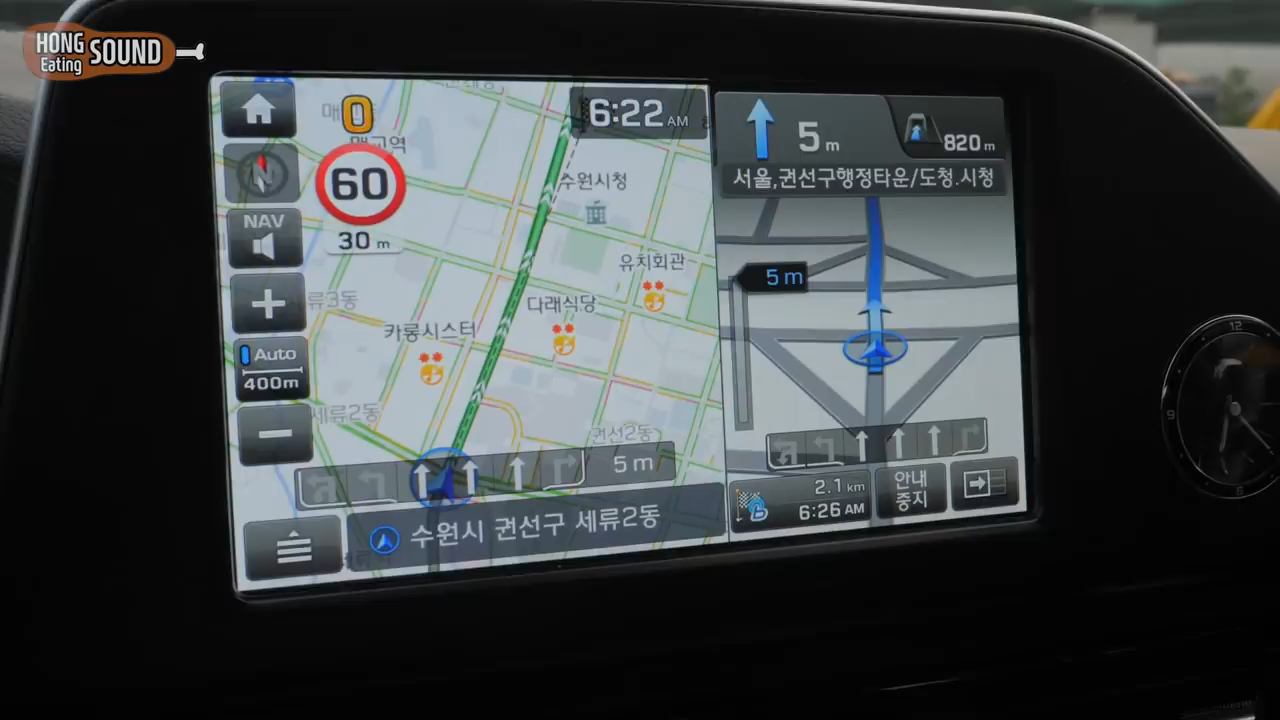 HONG
Eating SOUND
0
6:22 AM
매교역
60
30 m
NAV
수원시청
유치회관
다래식당
카롱시스터
류3동
Auto
400m
세류2동
권선2동
5 m
수원시 권선구 세류2동
5 m
820 m
서울,권선구행정타운/도청.시청
5 m
2.1 km
6:26 AM
안내
중지
12
9
6